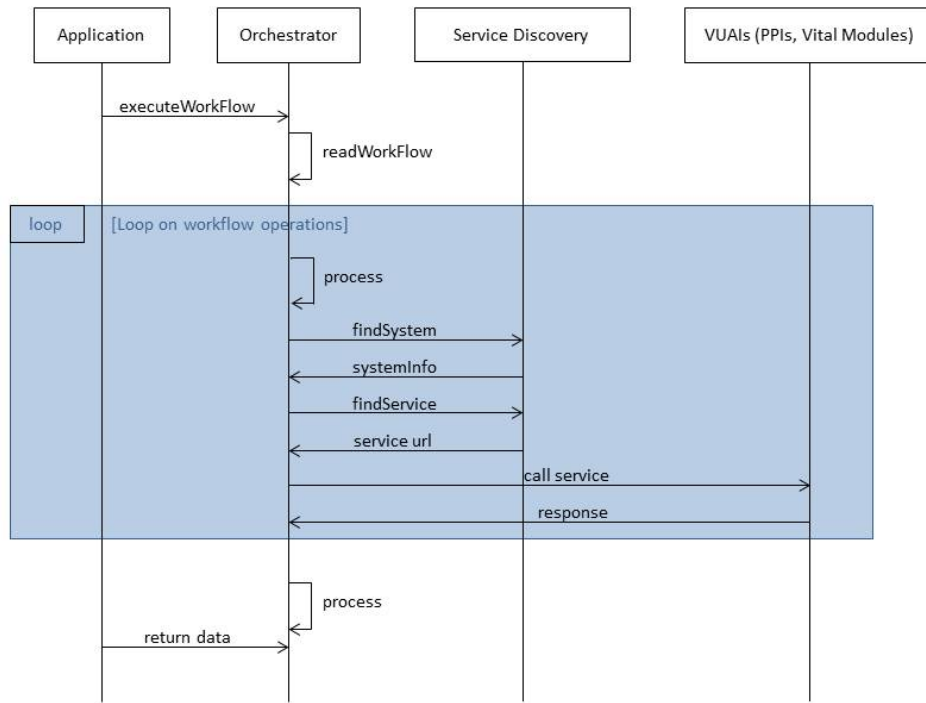 Application
Orchestrator
Service Discovery
VUAIs (PPIs, Vital Modules)
executeWorkFlow
readWorkFlow
loop
[Loop on workflow operations]
process
findSystem
systemInfo
findService
service url
call service
response
process
return data